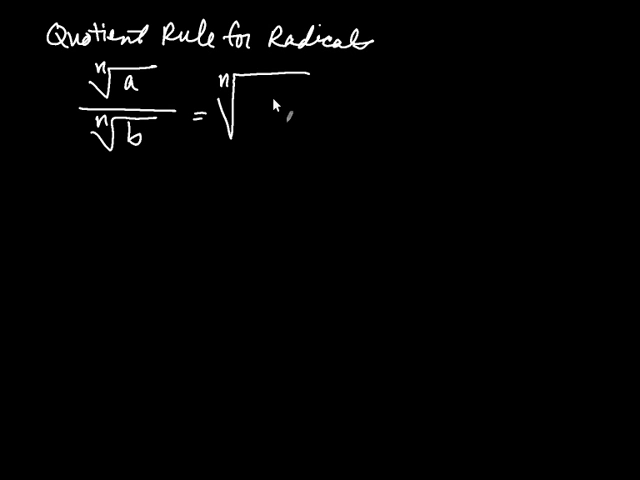 Quotient Rule for Radicals
ⁿ√a / ⁿ√b = ⁿ√